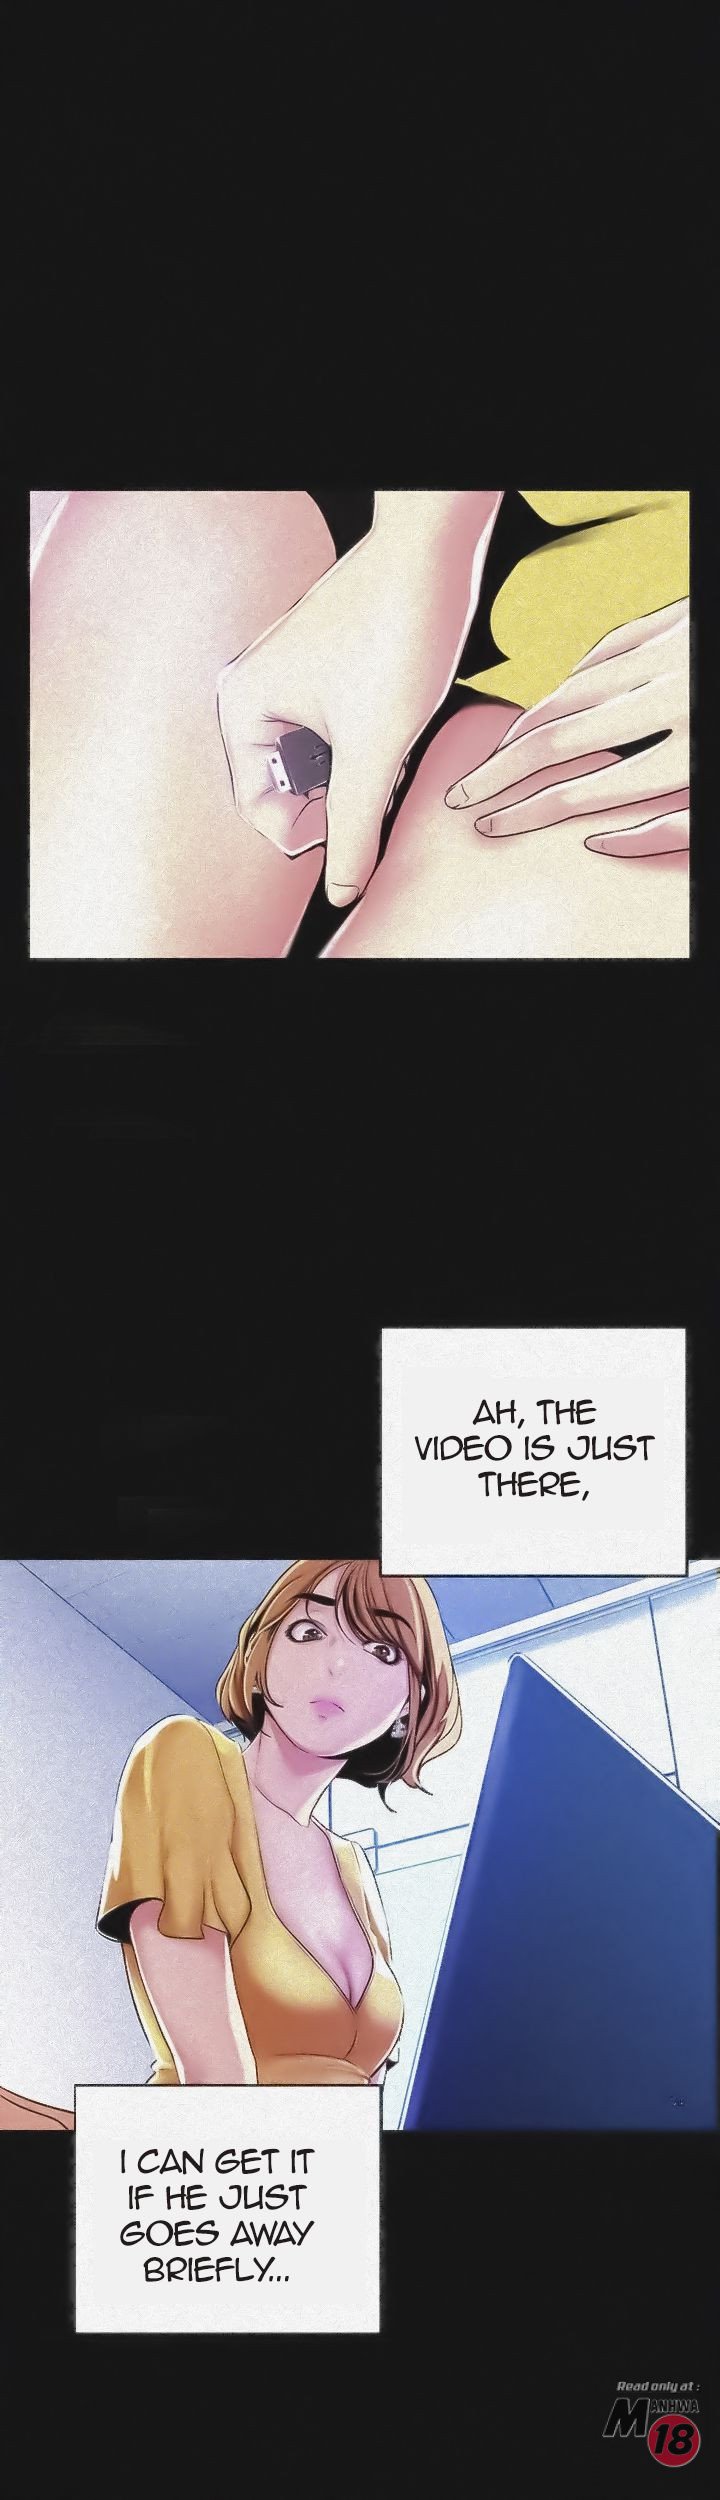 AH, THE
VIDEO IS JUST
THERE,
I CAN GET IT
IF HE JUST
GOES AWAY
BRIEFLY...
Read only at :
MANHWA
18